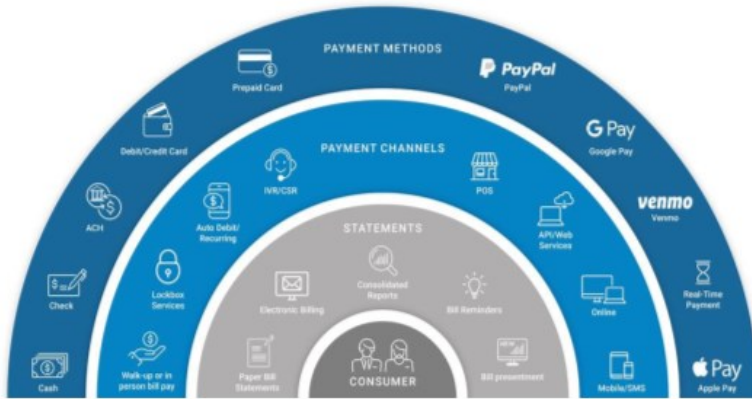 PAYMENT METHODS
Prepaid Card
PayPal
PayPal
Debit/Credit Card
G Pay
Google Pay
ACH
venmo
Venmo
Check
Real-Time
Payment
Cash
Pay
Apple Pay
PAYMENT CHANNELS
IVR/CSR
POS
Auto Debit/
Recurring
API/Web
Services
Lockbox
Services
Online
Walk-up or in
person bill pay
Mobile/SMS
STATEMENTS
Consolidated
Reports
Electronic Billing
Bill Reminders
Paper Bill
Statements
Bill presentment
CONSUMER